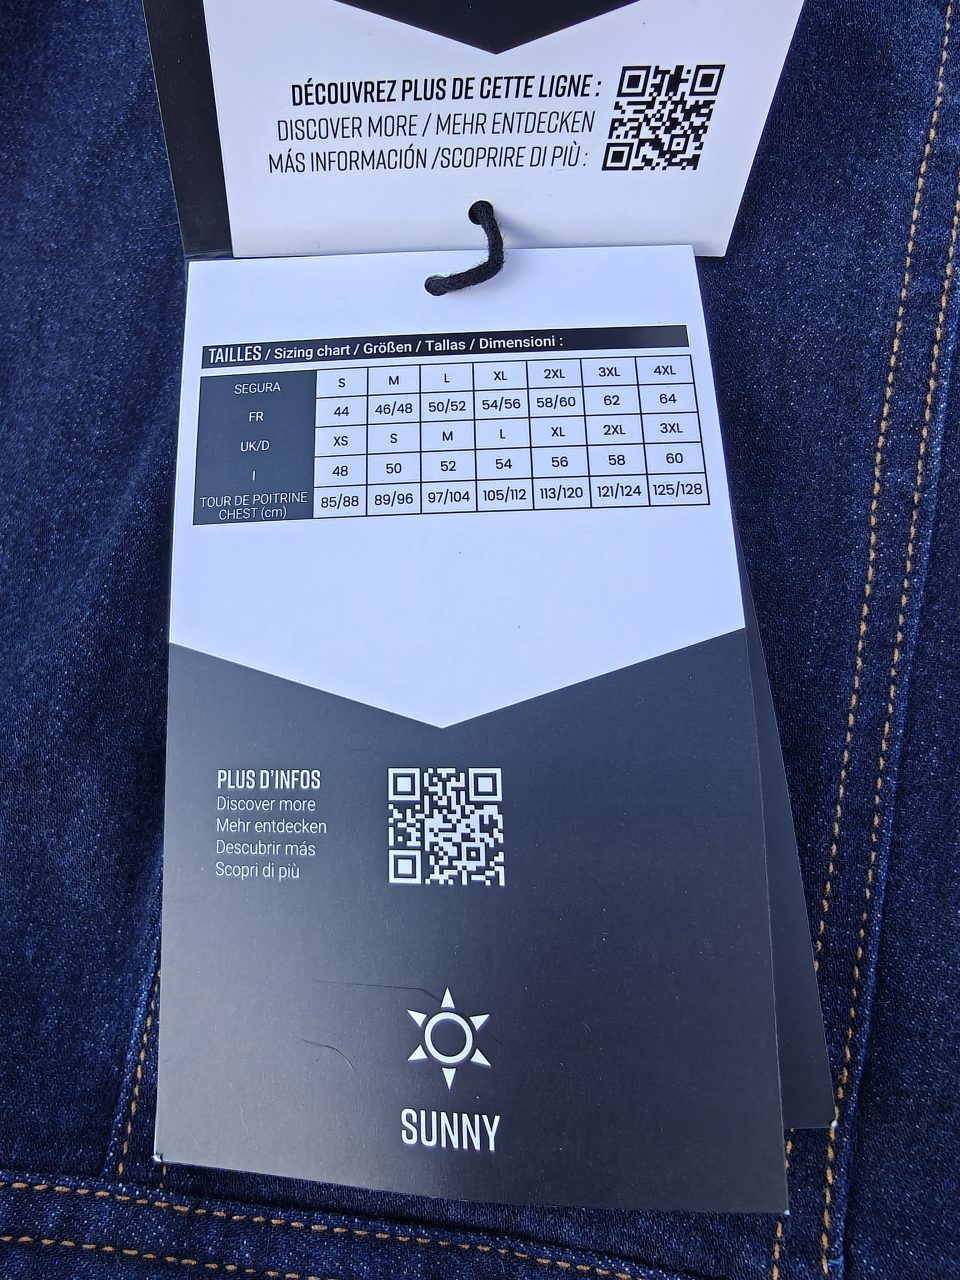 DÉCOUVREZ PLUS DE CETTE LIGNE :
DISCOVER MORE / MEHR ENTDECKEN
MÁS INFORMACIÓN /SCOPRIRE DI PIÙ :
TAILLES / Sizing chart / Größen / Tallas / Dimensioni :
SEGURA S M L XL 2XL 3XL 4XL
FR 44 46/48 50/52 54/56 58/60 62 64
UK/D XS S M L XL 2XL 3XL
I 48 50 52 54 56 58 60
TOUR DE POITRINE
CHEST (cm) 85/88 89/96 97/104 105/112 113/120 121/124 125/128
PLUS D'INFOS
Discover more
Mehr entdecken
Descubrir más
Scopri di più
SUNNY